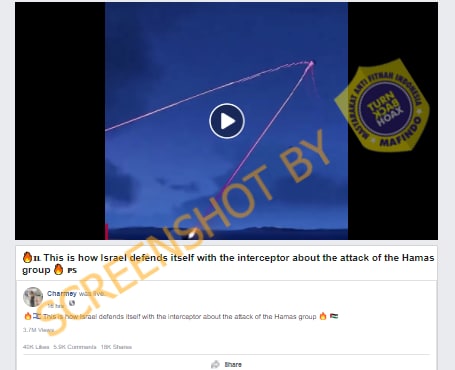 MASYARAKAT ANTI FITNAH INDONESIA
TURN
BACK
HOAX
MAFINDO
SCREENSHOT BY
🔥ıı. This is how Israel defends itself with the interceptor about the attack of the Hamas
group 🔥 PS
Charmey was live.
16 hrs
🔥🇮🇱 This is how Israel defends itself with the interceptor about the attack of the Hamas group 🔥 🇵🇸
3.7M Views
40K Likes 5.9K Comments 18K Shares
Share